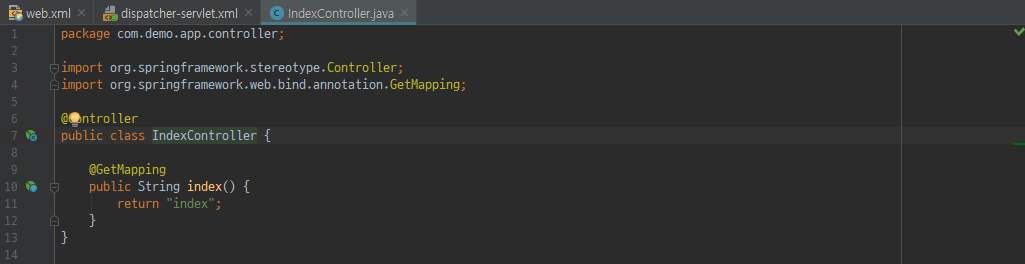 web.xml dispatcher-servlet.xml IndexController.java
1 package com.demo.app.controller;
2
3 import org.springframework.stereotype.Controller;
4 import org.springframework.web.bind.annotation.GetMapping;
5
6 @Controller
7 public class IndexController {
8
9 @GetMapping
10 public String index() {
11 return "index";
12 }
13 }
14